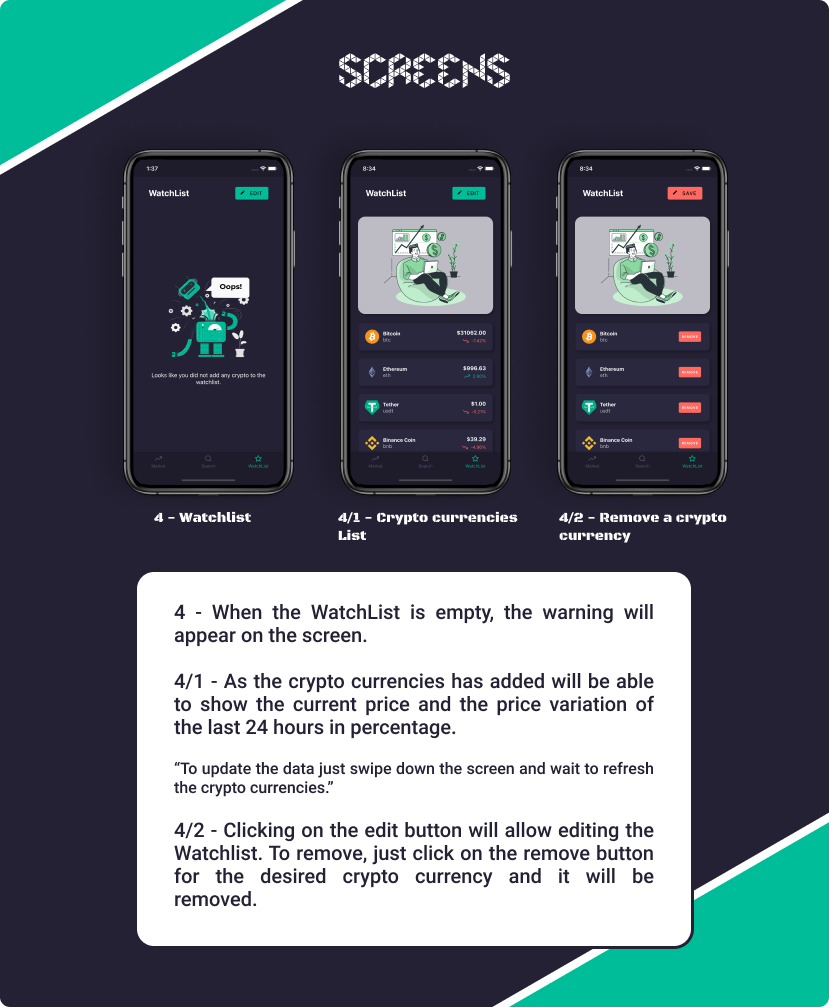 SCREENS
1:37
WatchList
EDIT
Oops!
Looks like you did not add any crypto to the
watchlist.
Market
Search
WatchList
4 - Watchlist
8:34
WatchList
EDIT
Bitcoin
btc
$31062.00
Ethereum
eth
$996.63
Tether
usdt
$1.00
Binance Coin
bnb
$39.29
Market
Search
WatchList
4/1 - Crypto currencies
List
8:34
WatchList
SAVE
Bitcoin
btc
REMOVE
Ethereum
eth
REMOVE
Tether
usdt
REMOVE
Binance Coin
bnb
REMOVE
Market
Search
WatchList
4/2 - Remove a crypto
currency
4 - When the WatchList is empty, the warning will
appear on the screen.
4/1 - As the crypto currencies has added will be able
to show the current price and the price variation of
the last 24 hours in percentage.
“To update the data just swipe down the screen and wait to refresh
the crypto currencies.”
4/2 - Clicking on the edit button will allow editing the
Watchlist. To remove, just click on the remove button
for the desired crypto currency and it will be
removed.